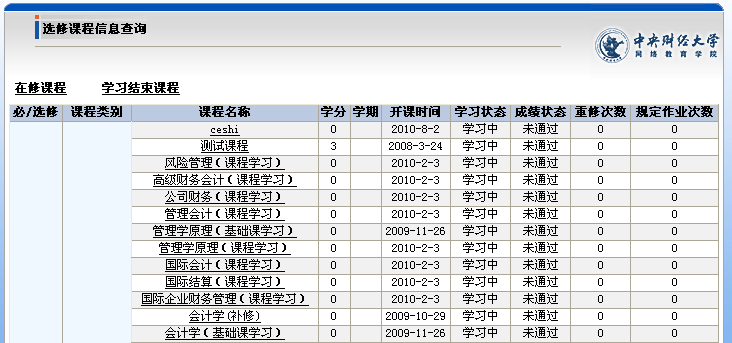 选修课程信息查询
中央财经大学
网络教育学院
在修课程 学习结束课程
必/选修 课程类别 课程名称 学分 学期 开课时间 学习状态 成绩状态 重修次数 规定作业次数
ceshi 0 2010-8-2 学习中 未通过 0 0
测试课程 3 2008-3-24 学习中 未通过 0 0
风险管理(课程学习) 0 2010-2-3 学习中 未通过 0 0
高级财务会计(课程学习) 0 2010-2-3 学习中 未通过 0 0
公司财务(课程学习) 0 2010-2-3 学习中 未通过 0 0
管理会计(课程学习) 0 2010-2-3 学习中 未通过 0 0
管理学原理(基础课学习) 0 2009-11-26 学习中 未通过 0 0
管理学原理(课程学习) 0 2010-2-3 学习中 未通过 0 0
国际会计(课程学习) 0 2010-2-3 学习中 未通过 0 0
国际结算(课程学习) 0 2010-2-3 学习中 未通过 0 0
国际企业财务管理(课程学习) 0 2010-2-3 学习中 未通过 0 0
会计学(补修) 0 2009-10-29 学习中 未通过 0 0
会计学(基础课学习) 0 2009-11-26 学习中 未通过 0 0